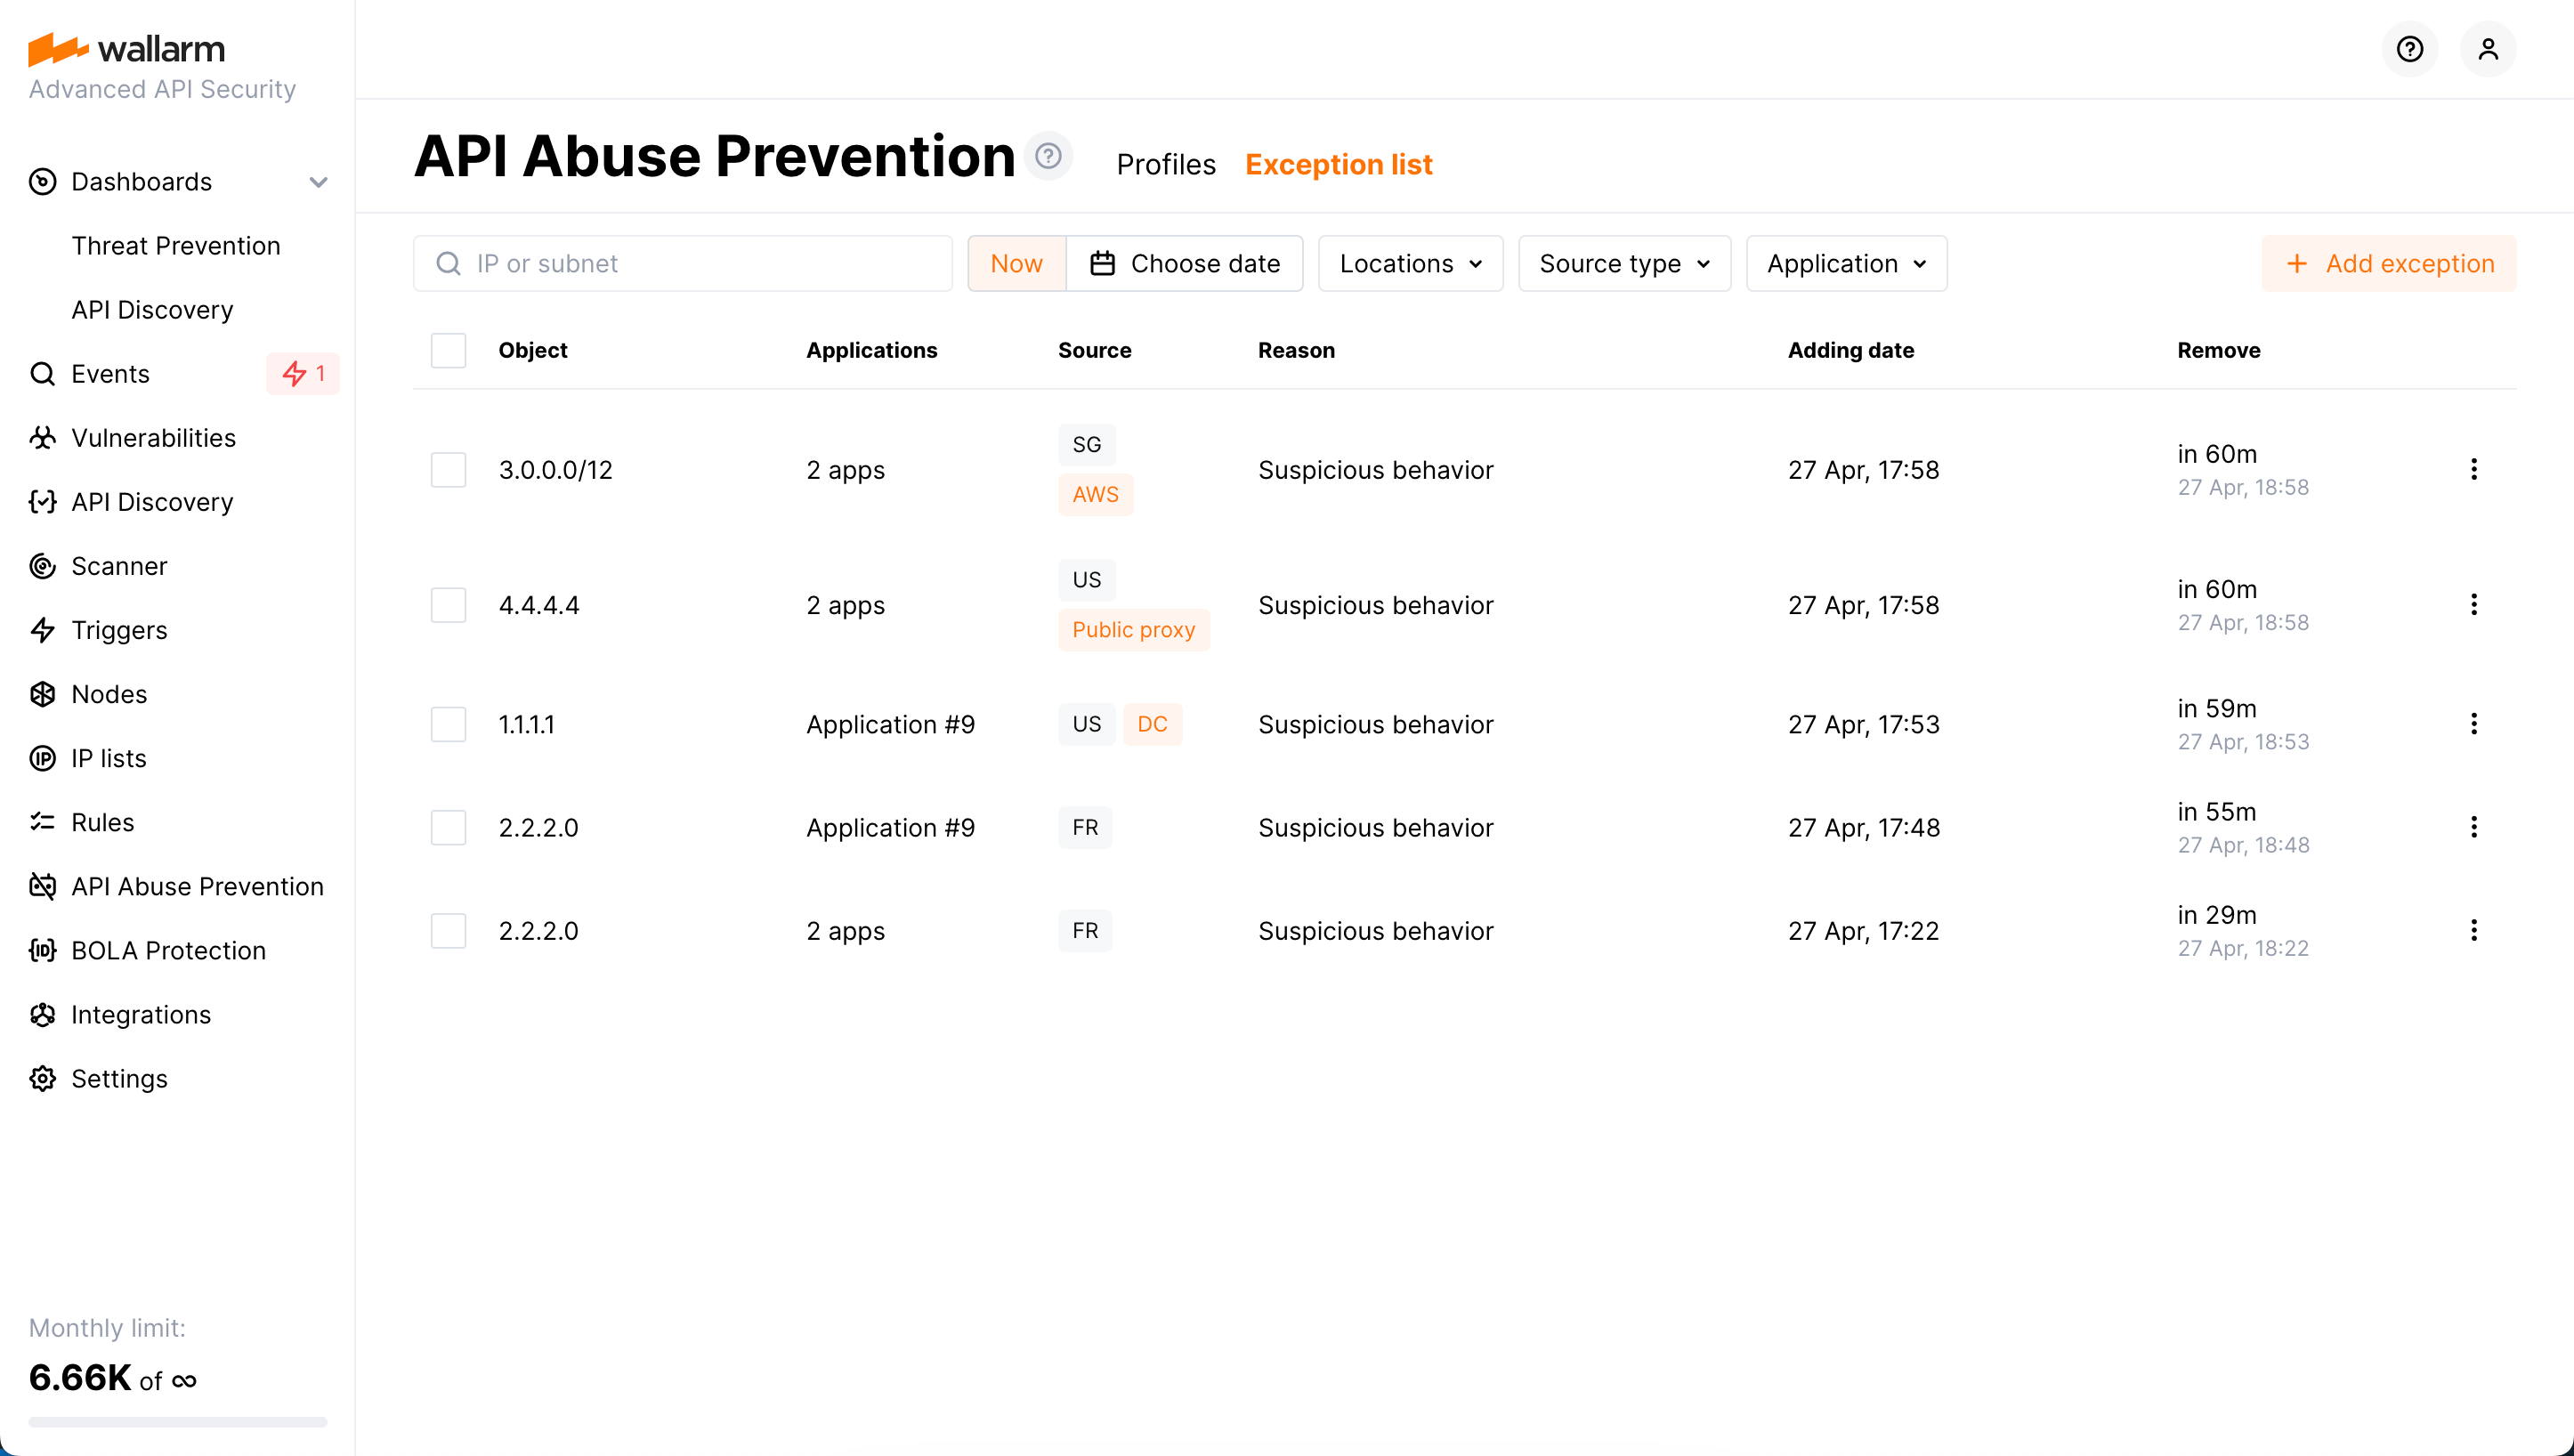 wallarm
Advanced API Security
Dashboards
Threat Prevention
API Discovery
Events 1
Vulnerabilities
API Discovery
Scanner
Triggers
Nodes
IP lists
Rules
API Abuse Prevention
BOLA Protection
Integrations
Settings
Monthly limit:
6.66K of ∞
API Abuse Prevention ? Profiles Exception list
IP or subnet Now Choose date Locations Source type Application + Add exception
Object Applications Source Reason Adding date Remove
3.0.0.0/12 2 apps SG AWS Suspicious behavior 27 Apr, 17:58 in 60m
27 Apr, 18:58
4.4.4.4 2 apps US Public proxy Suspicious behavior 27 Apr, 17:58 in 60m
27 Apr, 18:58
1.1.1.1 Application #9 US DC Suspicious behavior 27 Apr, 17:53 in 59m
27 Apr, 18:53
2.2.2.0 Application #9 FR Suspicious behavior 27 Apr, 17:48 in 55m
27 Apr, 18:48
2.2.2.0 2 apps FR Suspicious behavior 27 Apr, 17:22 in 29m
27 Apr, 18:22